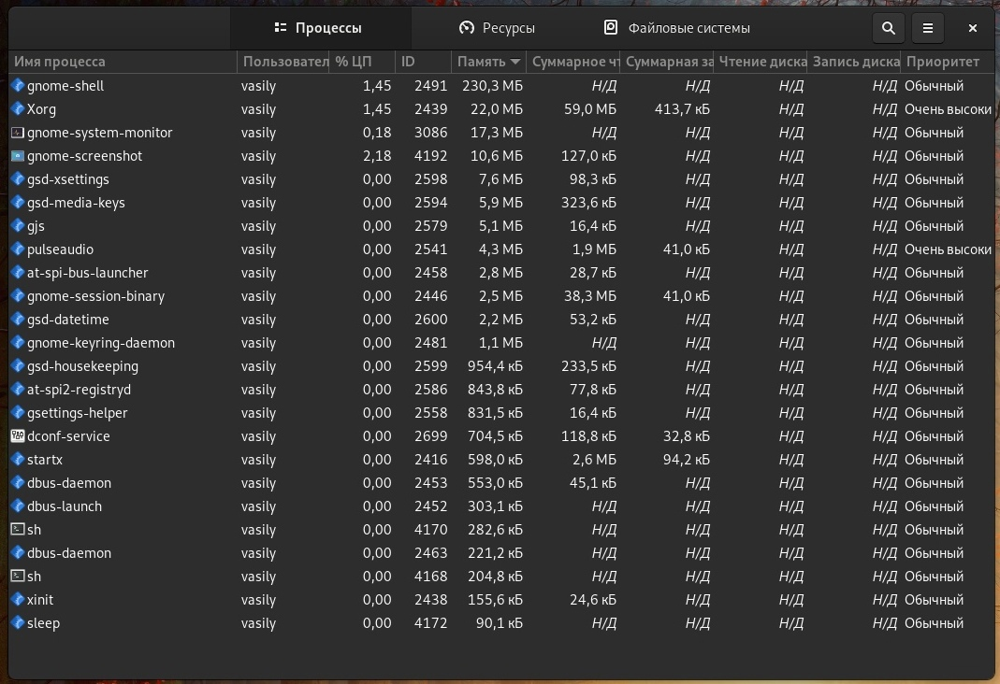 Процессы Ресурсы Файловые системы
Имя процесса Пользовател % ЦП ID Память Суммарное чт Суммарная за Чтение диска Запись диска Приоритет
gnome-shell vasily 1,45 2491 230,3 МБ Н/Д Н/Д Н/Д Н/Д Обычный
Xorg vasily 1,45 2439 22,0 МБ 59,0 МБ 413,7 кБ Н/Д Н/Д Очень высоки
gnome-system-monitor vasily 0,18 3086 17,3 МБ Н/Д Н/Д Н/Д Н/Д Обычный
gnome-screenshot vasily 2,18 4192 10,6 МБ 127,0 кБ Н/Д Н/Д Н/Д Обычный
gsd-xsettings vasily 0,00 2598 7,6 МБ 98,3 кБ Н/Д Н/Д Н/Д Обычный
gsd-media-keys vasily 0,00 2594 5,9 МБ 323,6 кБ Н/Д Н/Д Н/Д Обычный
gjs vasily 0,00 2579 5,1 МБ 16,4 кБ Н/Д Н/Д Н/Д Обычный
pulseaudio vasily 0,00 2541 4,3 МБ 1,9 МБ 41,0 кБ Н/Д Н/Д Очень высоки
at-spi-bus-launcher vasily 0,00 2458 2,8 МБ 28,7 кБ Н/Д Н/Д Н/Д Обычный
gnome-session-binary vasily 0,00 2446 2,5 МБ 38,3 МБ 41,0 кБ Н/Д Н/Д Обычный
gsd-datetime vasily 0,00 2600 2,2 МБ 53,2 кБ Н/Д Н/Д Н/Д Обычный
gnome-keyring-daemon vasily 0,00 2481 1,1 МБ Н/Д Н/Д Н/Д Н/Д Обычный
gsd-housekeeping vasily 0,00 2599 954,4 кБ 233,5 кБ Н/Д Н/Д Н/Д Обычный
at-spi2-registryd vasily 0,00 2586 843,8 кБ 77,8 кБ Н/Д Н/Д Н/Д Обычный
gsettings-helper vasily 0,00 2558 831,5 кБ 16,4 кБ Н/Д Н/Д Н/Д Обычный
dconf-service vasily 0,00 2699 704,5 кБ 118,8 кБ 32,8 кБ Н/Д Н/Д Обычный
startx vasily 0,00 2416 598,0 кБ 2,6 МБ 94,2 кБ Н/Д Н/Д Обычный
dbus-daemon vasily 0,00 2453 553,0 кБ 45,1 кБ Н/Д Н/Д Н/Д Обычный
dbus-launch vasily 0,00 2452 303,1 кБ Н/Д Н/Д Н/Д Н/Д Обычный
sh vasily 0,00 4170 282,6 кБ Н/Д Н/Д Н/Д Н/Д Обычный
dbus-daemon vasily 0,00 2463 221,2 кБ Н/Д Н/Д Н/Д Н/Д Обычный
sh vasily 0,00 4168 204,8 кБ Н/Д Н/Д Н/Д Н/Д Обычный
xinit vasily 0,00 2438 155,6 кБ 24,6 кБ Н/Д Н/Д Н/Д Обычный
sleep vasily 0,00 4172 90,1 кБ Н/Д Н/Д Н/Д Н/Д Обычный